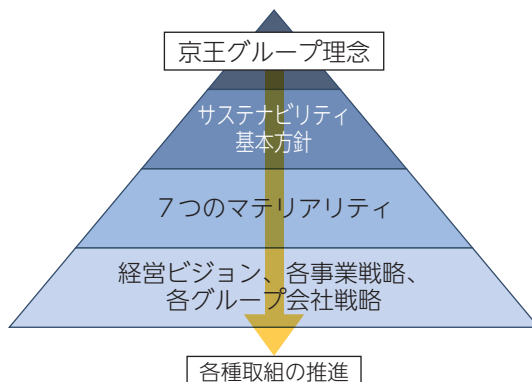 京王グループ理念
サステナビリティ
基本方針
７つのマテリアリティ
経営ビジョン、各事業戦略、
各グループ会社戦略
各種取組の推進